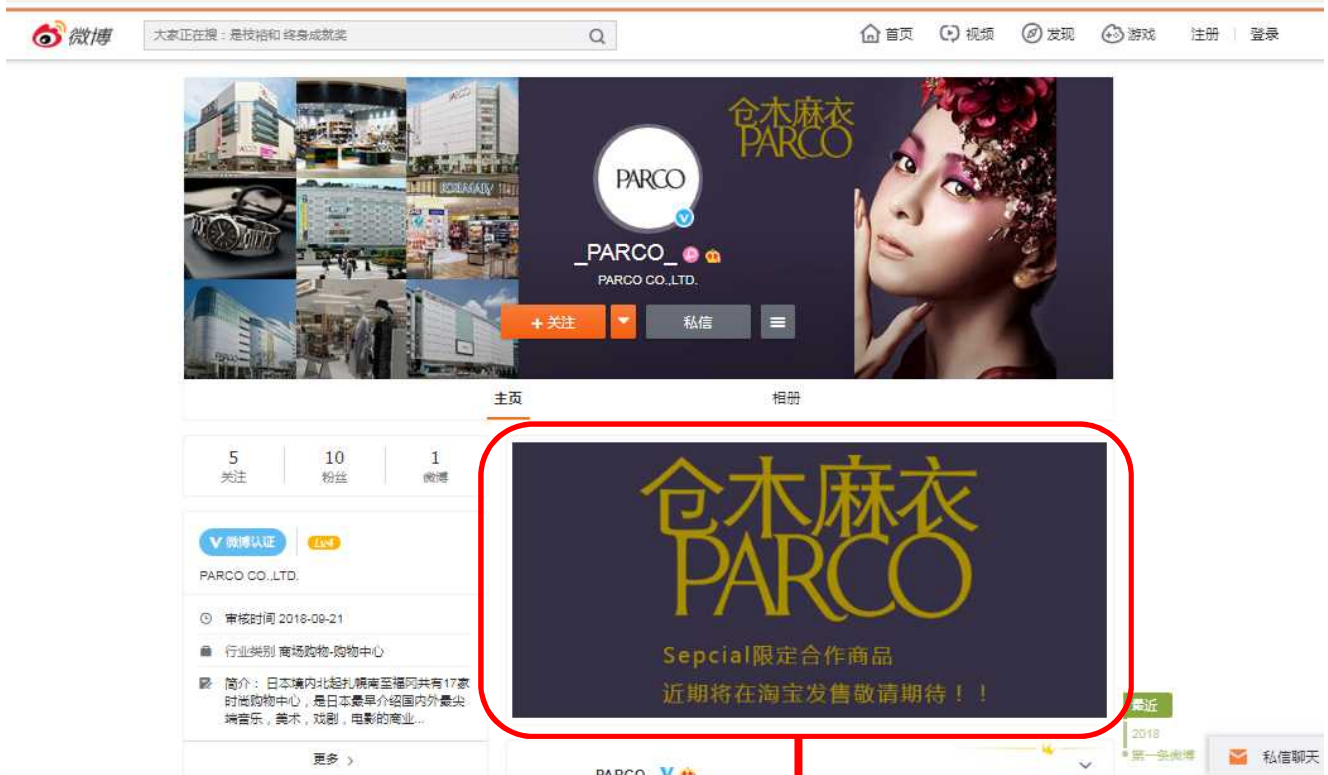 微博
大家正在搜：是枝裕和 终身成就奖
首页
视频
发现
游戏
注册
登录
仓木麻衣
PARCO
PARCO
_PARCO_
PARCO CO.,LTD.
+关注
私信
主页
相册
5
关注
10
粉丝
1
微博
仓木麻衣
PARCO
Sepcial限定合作商品
近期将在淘宝发售敬请期待！！
V 微博认证
Lv4
PARCO CO.,LTD.
审核时间 2018-09-21
行业类别 商场购物-购物中心
简介： 日本境内北起札幌南至福冈共有17家
时尚购物中心，是日本最早介绍国内外最尖
端音乐，美术，戏剧，电影的商业...
更多 >
最近
2018
第一条微博
私信聊天